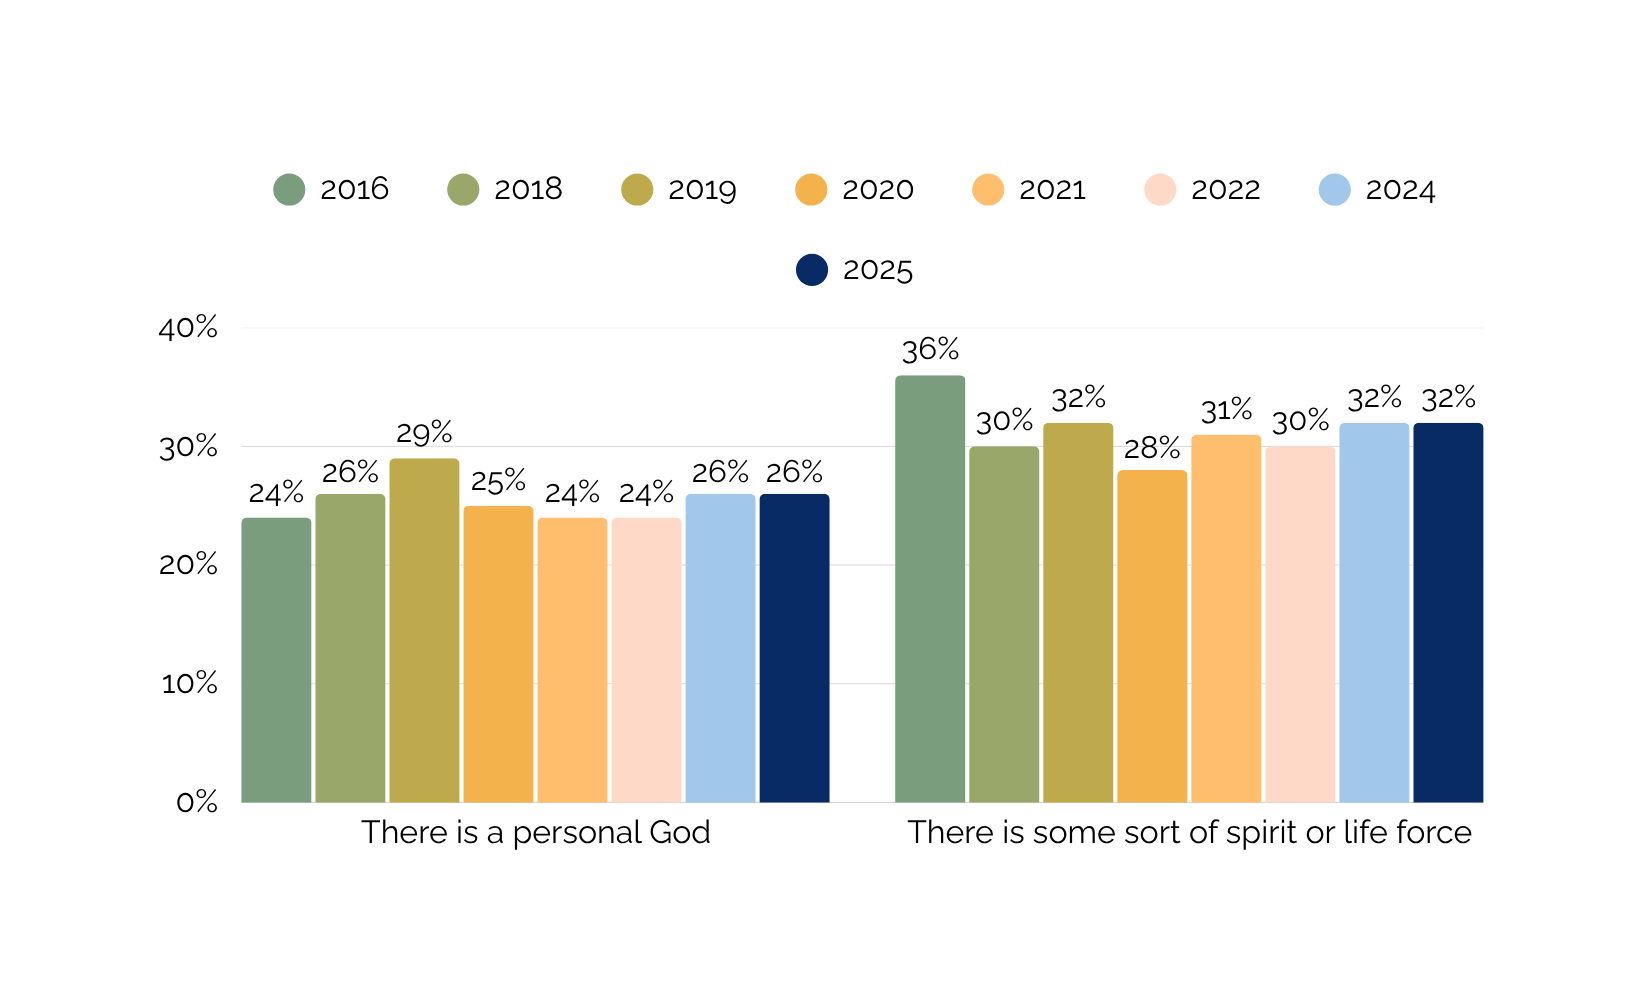 2016 2018 2019 2020 2021 2022 2024
2025
40%
30%
20%
10%
0%
24% 26% 29% 25% 24% 24% 26% 26%
36% 30% 32% 28% 31% 30% 32% 32%
There is a personal God
There is some sort of spirit or life force